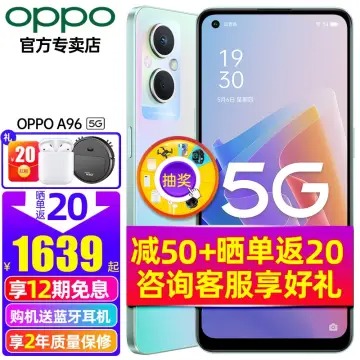 oppo
官方专卖店
OPPO A96 5G
礼
20
晒单返
20
¥1639起
享12期免息
购机送蓝牙耳机
享2年质量保修
抽奖
19
30
5G
减50+晒单返20
咨询客服享好礼